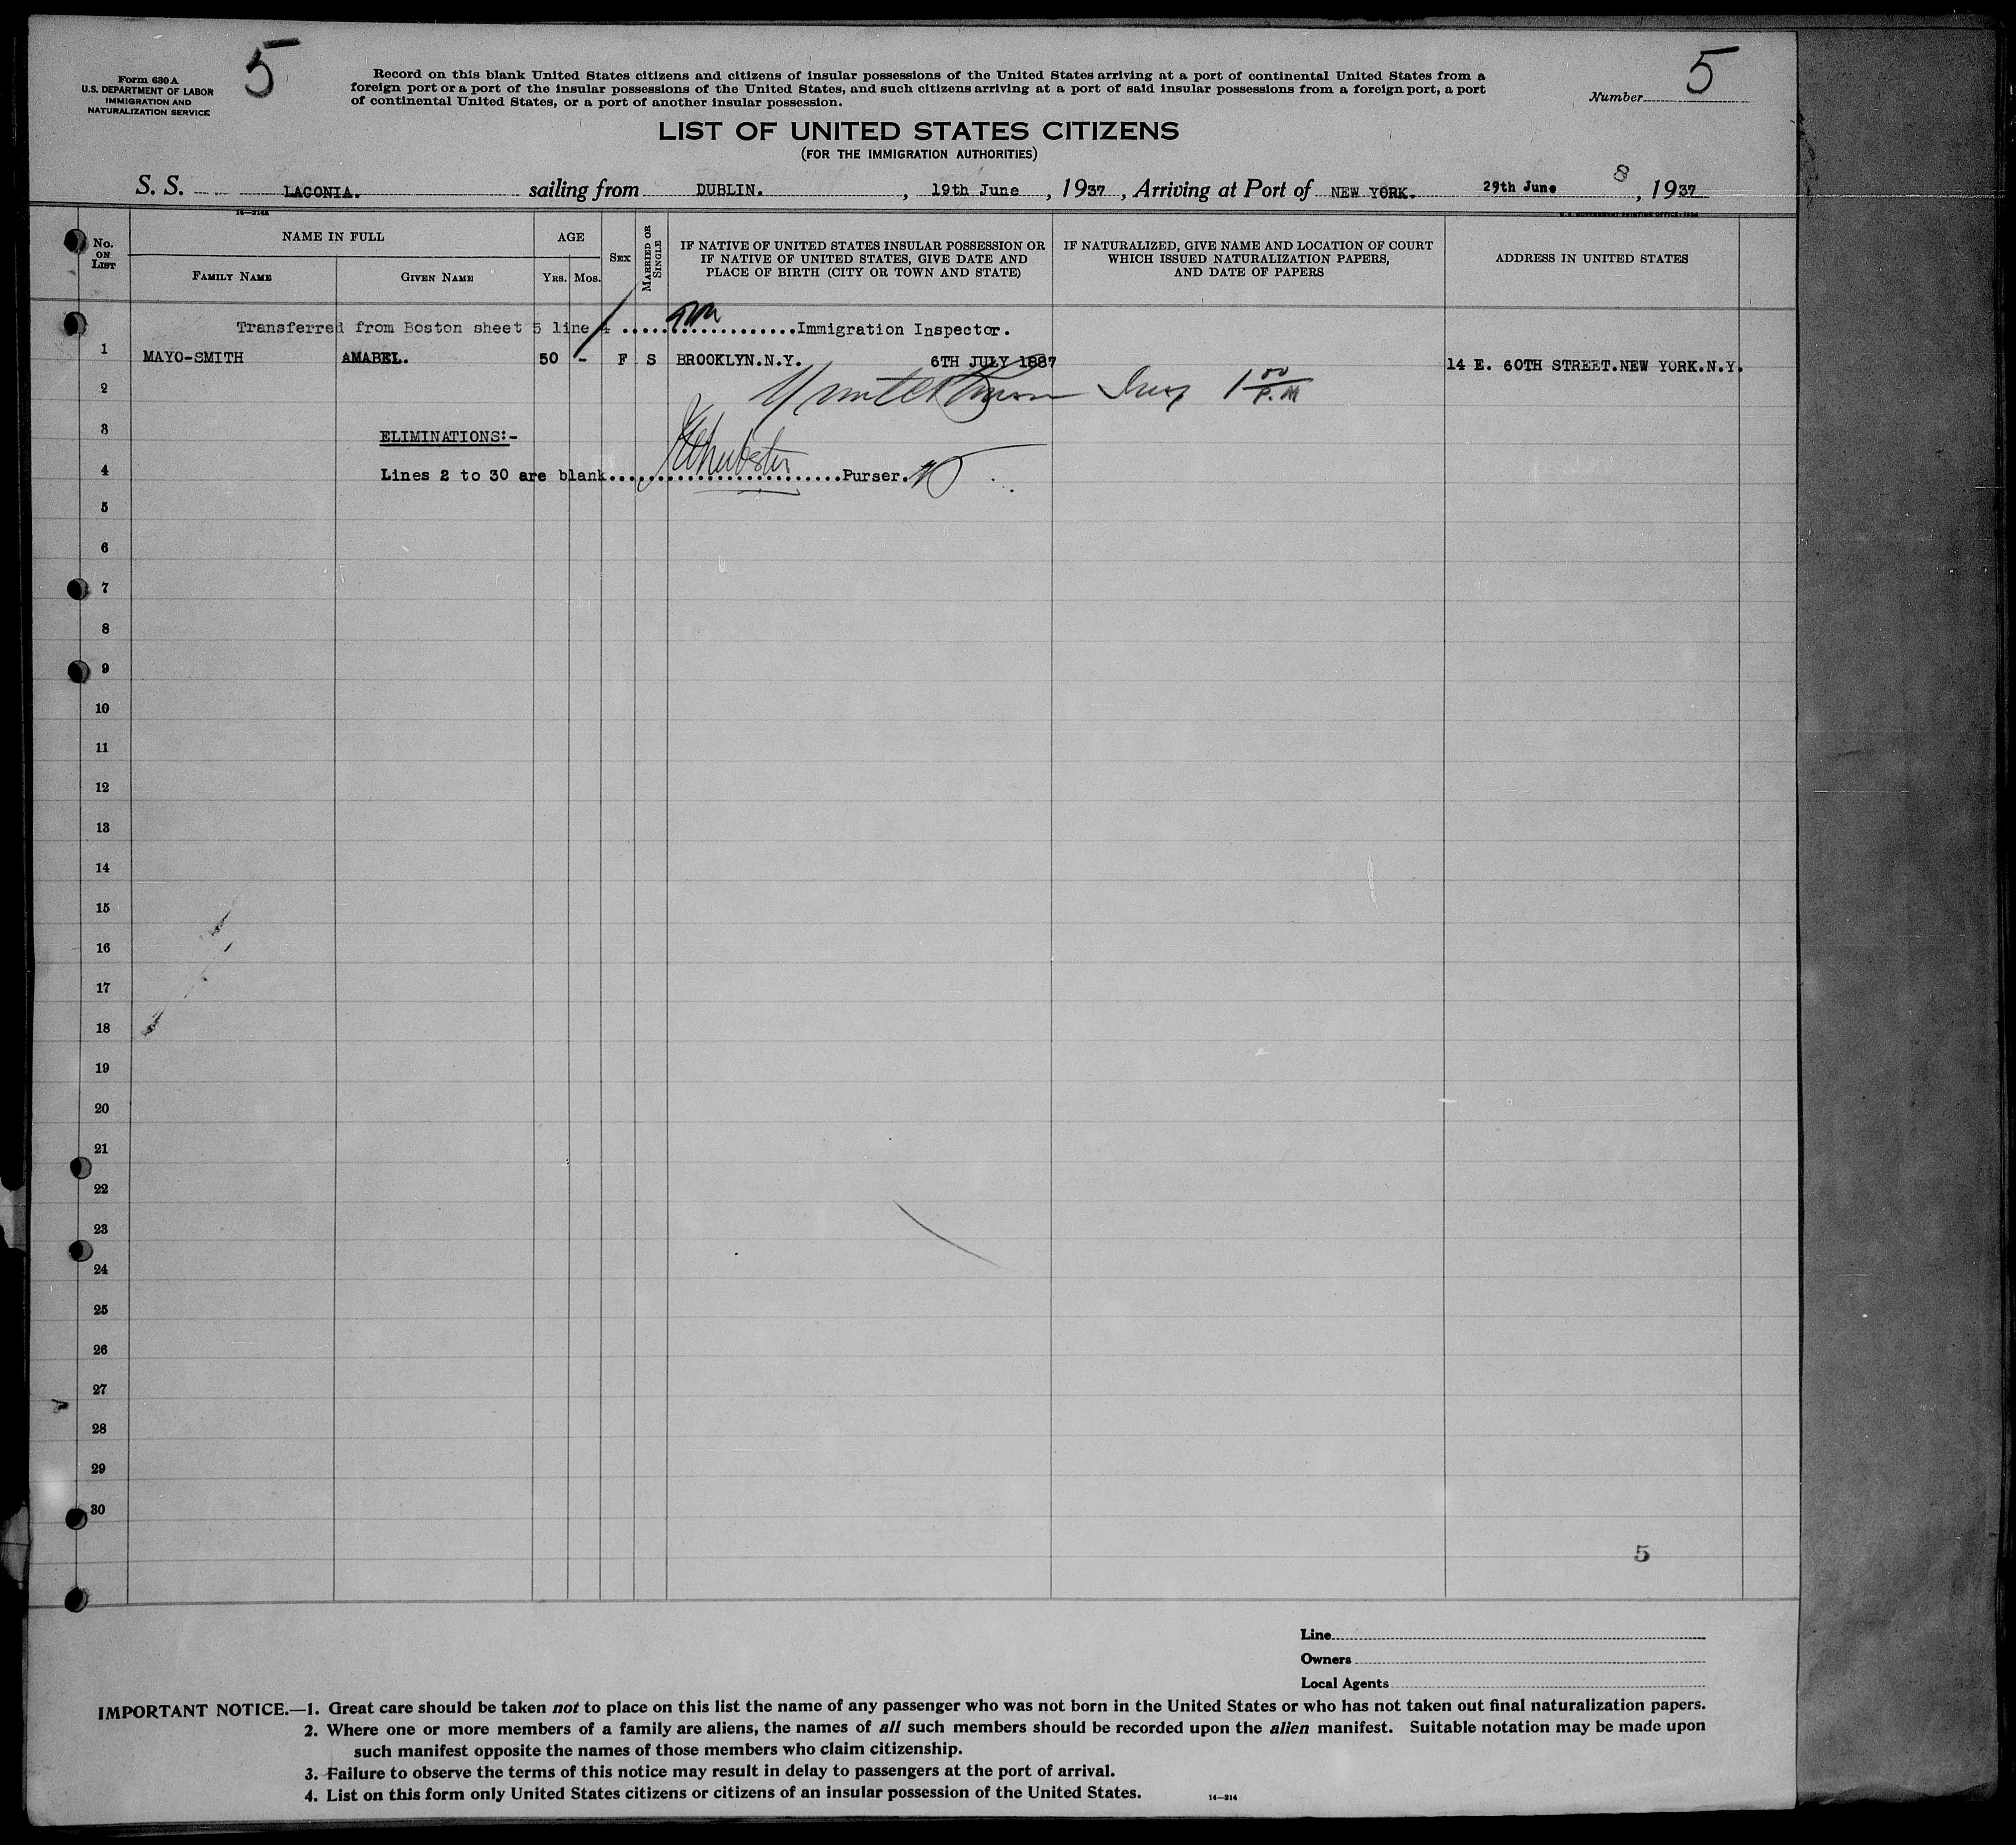 5
5
Form 630 A
U.S. DEPARTMENT OF LABOR
IMMIGRATION AND
NATURALIZATION SERVICE
Record on this blank United States citizens and citizens of insular possessions of the United States arriving at a port of continental United States from a
foreign port or a port of the insular possessions of the United States, and such citizens arriving at a port of said insular possessions from a foreign port, a port
of continental United States, or a port of another insular possession.
Number
LIST OF UNITED STATES CITIZENS
(FOR THE IMMIGRATION AUTHORITIES)
8
S. S. LACONIA. sailing from DUBLIN. , 19th June , 1937 , Arriving at Port of NEW YORK. 29th June , 1937
14—214A
No. ON LIST
NAME IN FULL
FAMILY NAME
GIVEN NAME
AGE
YRS. MOS.
SEX
MARRIED OR SINGLE
IF NATIVE OF UNITED STATES INSULAR POSSESSION OR
IF NATIVE OF UNITED STATES, GIVE DATE AND
PLACE OF BIRTH (CITY OR TOWN AND STATE)
IF NATURALIZED, GIVE NAME AND LOCATION OF COURT
WHICH ISSUED NATURALIZATION PAPERS,
AND DATE OF PAPERS
ADDRESS IN UNITED STATES
Transferred from Boston sheet 5 line 4 ..................Immigration Inspector.
1 MAYO-SMITH AMABEL. 50 - F S BROOKLYN.N.Y. 6TH JULY 1887 14 E. 60TH STREET.NEW YORK.N.Y.
2 Insp 1 00 P.M
3 ELIMINATIONS:-
4 Lines 2 to 30 are blank........................Purser.
5
6
7
8
9
10
11
12
13
14
15
16
17
18
19
20
21
22
23
24
25
26
27
28
29
30
5
Line
Owners
Local Agents
IMPORTANT NOTICE.—1. Great care should be taken not to place on this list the name of any passenger who was not born in the United States or who has not taken out final naturalization papers.
2. Where one or more members of a family are aliens, the names of all such members should be recorded upon the alien manifest. Suitable notation may be made upon
such manifest opposite the names of those members who claim citizenship.
3. Failure to observe the terms of this notice may result in delay to passengers at the port of arrival.
4. List on this form only United States citizens or citizens of an insular possession of the United States.
14—214